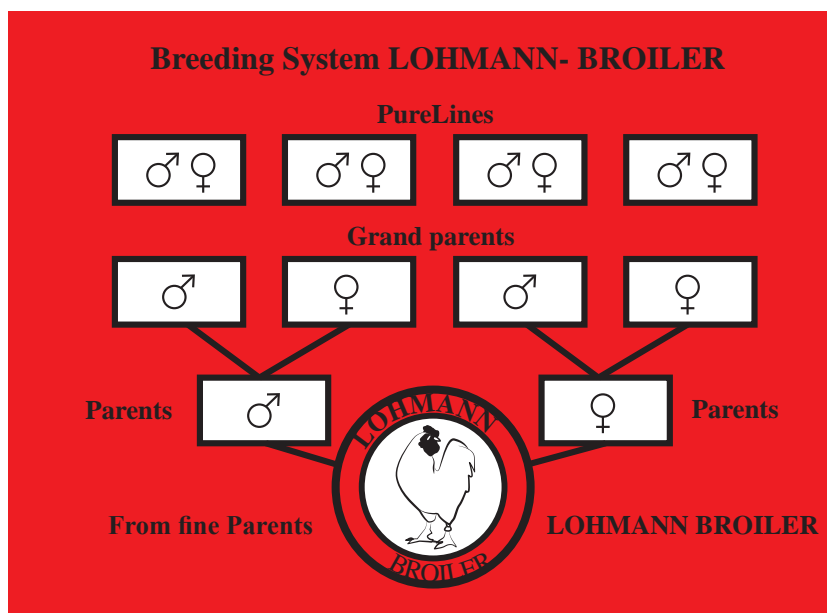 Breeding System LOHMANN- BROILER
PureLines
♂♀ ♂♀ ♂♀ ♂♀
Grand parents
♂ ♀ ♂ ♀
Parents ♂ ♀ Parents
LOHMANN
From fine Parents LOHMANN BROILER
BROILER